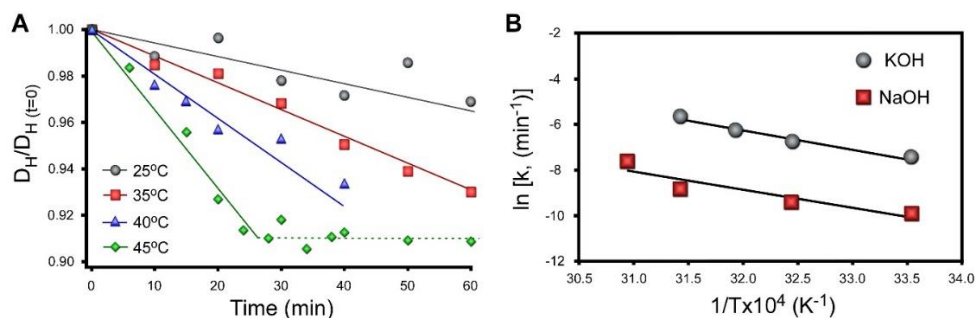 A
1.00
0.98
0.96
0.94
0.92
0.90
D_H/D_H (t=0)
25ºC
35ºC
40ºC
45ºC
0 10 20 30 40 50 60
Time (min)
B
-2
-4
-6
-8
-10
-12
ln [k, (min⁻¹)]
KOH
NaOH
30.5 31.0 31.5 32.0 32.5 33.0 33.5 34.0
1/Tx10⁴ (K⁻¹)